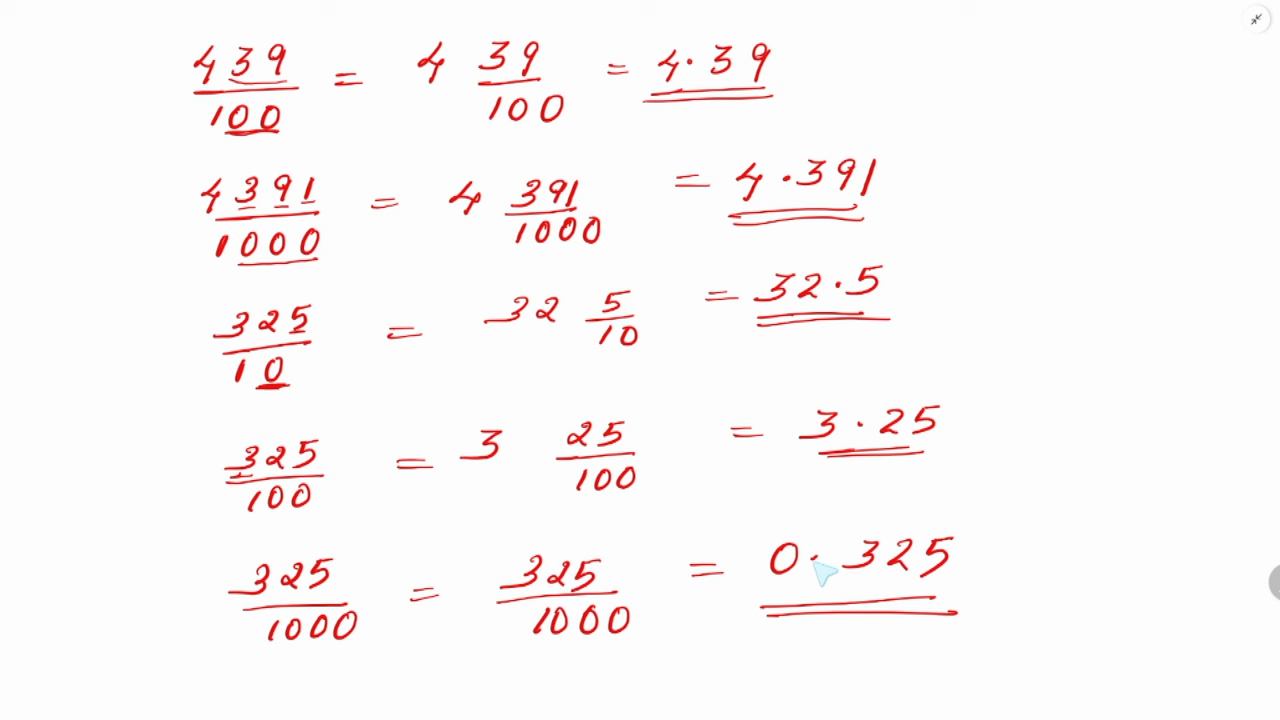 439/100 = 4 39/100 = 4.39
4391/1000 = 4 391/1000 = 4.391
325/10 = 32 5/10 = 32.5
325/100 = 3 25/100 = 3.25
325/1000 = 325/1000 = 0.325